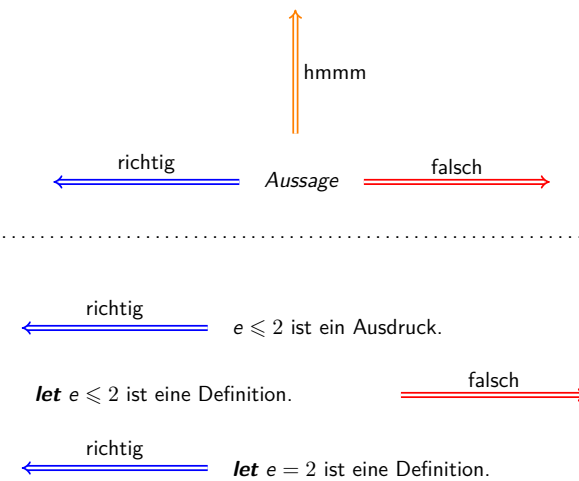 hmmm
richtig Aussage falsch
richtig e ⩽ 2 ist ein Ausdruck.
let e ⩽ 2 ist eine Definition. falsch
richtig let e = 2 ist eine Definition.